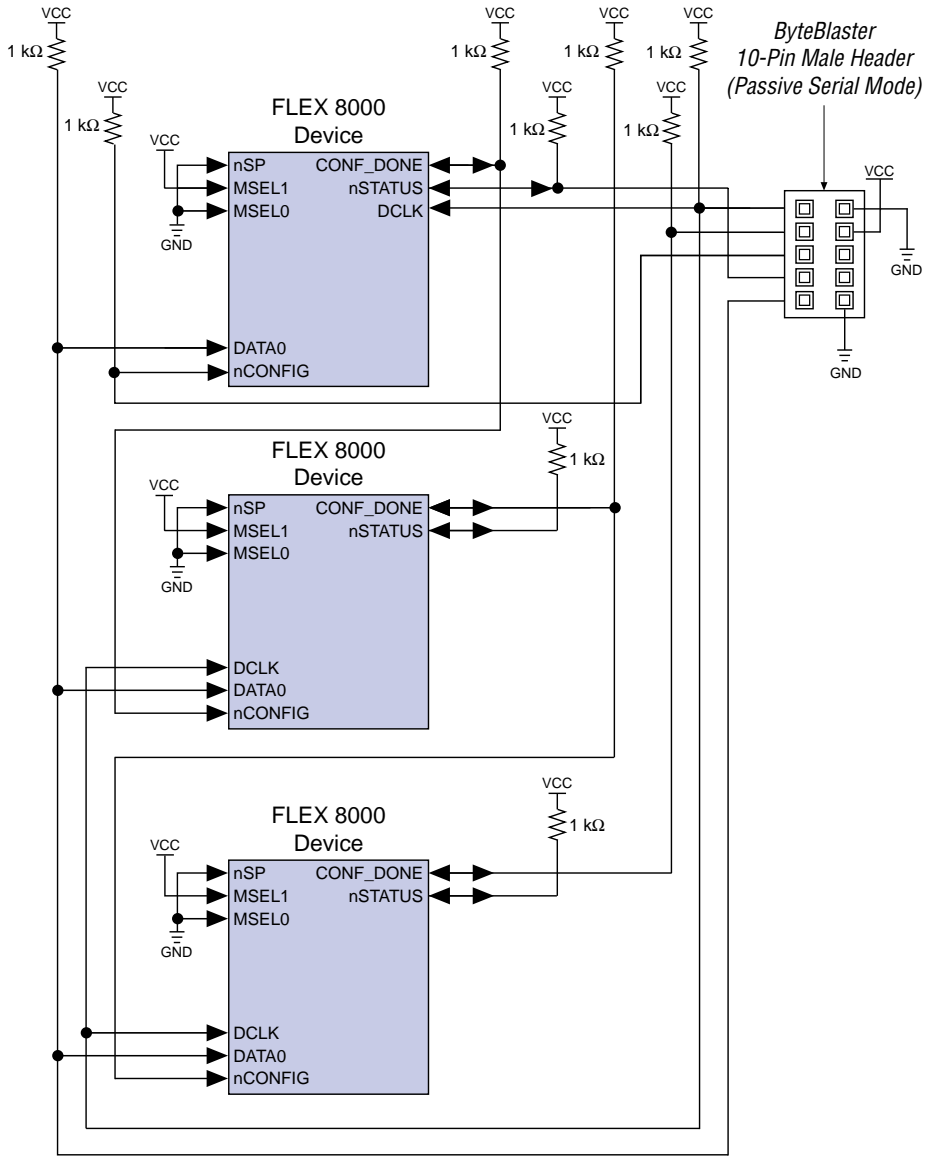 VCC
VCC
VCC
VCC
1 kΩ
1 kΩ
1 kΩ
1 kΩ
ByteBlaster
10-Pin Male Header
(Passive Serial Mode)
VCC
VCC
VCC
1 kΩ
1 kΩ
1 kΩ
FLEX 8000
Device
VCC
nSP
MSEL1
MSEL0
GND
CONF_DONE
nSTATUS
DCLK
DATA0
nCONFIG
VCC
GND
GND
VCC
1 kΩ
FLEX 8000
Device
VCC
nSP
MSEL1
MSEL0
GND
CONF_DONE
nSTATUS
DCLK
DATA0
nCONFIG
VCC
1 kΩ
FLEX 8000
Device
VCC
nSP
MSEL1
MSEL0
GND
CONF_DONE
nSTATUS
DCLK
DATA0
nCONFIG